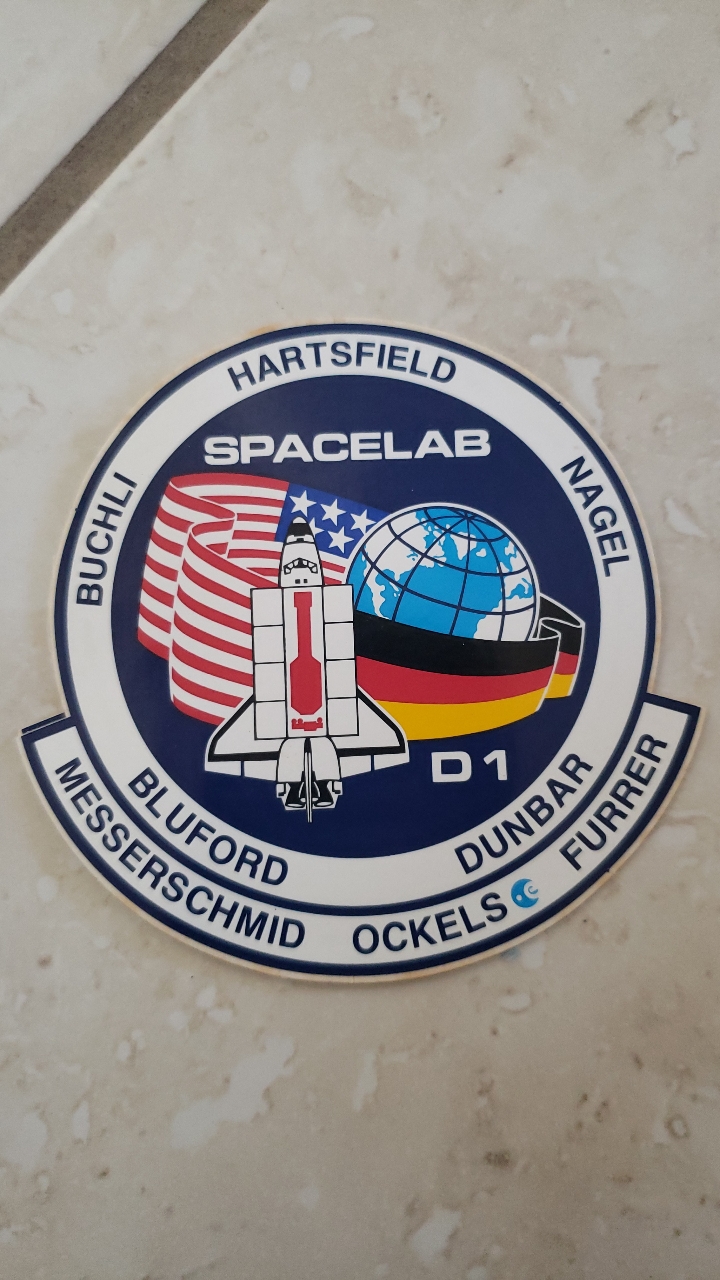 HARTSFIELD
BUCHLI
NAGEL
SPACELAB
D1
BLUFORD
DUNBAR
MESSERSCHMID
OCKELS
FURRER